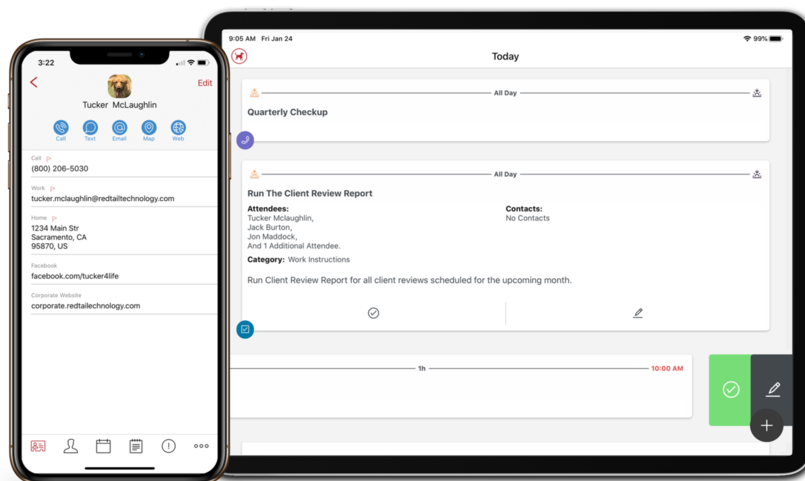 3:22
Edit
Tucker McLaughlin
Call
Text
Email
Map
Web
Cell
(800) 206-5030
Work
tucker.mclaughlin@redtailtechnology.com
Home
1234 Main Str
Sacramento, CA
95870, US
Facebook
facebook.com/tucker4life
Corporate Website
corporate.redtailechnology.com
9:05 AM Fri Jan 24
99%
Today
All Day
Quarterly Checkup
All Day
Run The Client Review Report
Attendees:
Tucker Mclaughlin,
Jack Burton,
Jon Maddock,
And 1 Additional Attendee.
Contacts:
No Contacts
Category: Work Instructions
Run Client Review Report for all client reviews scheduled for the upcoming month.
1h
10:00 AM